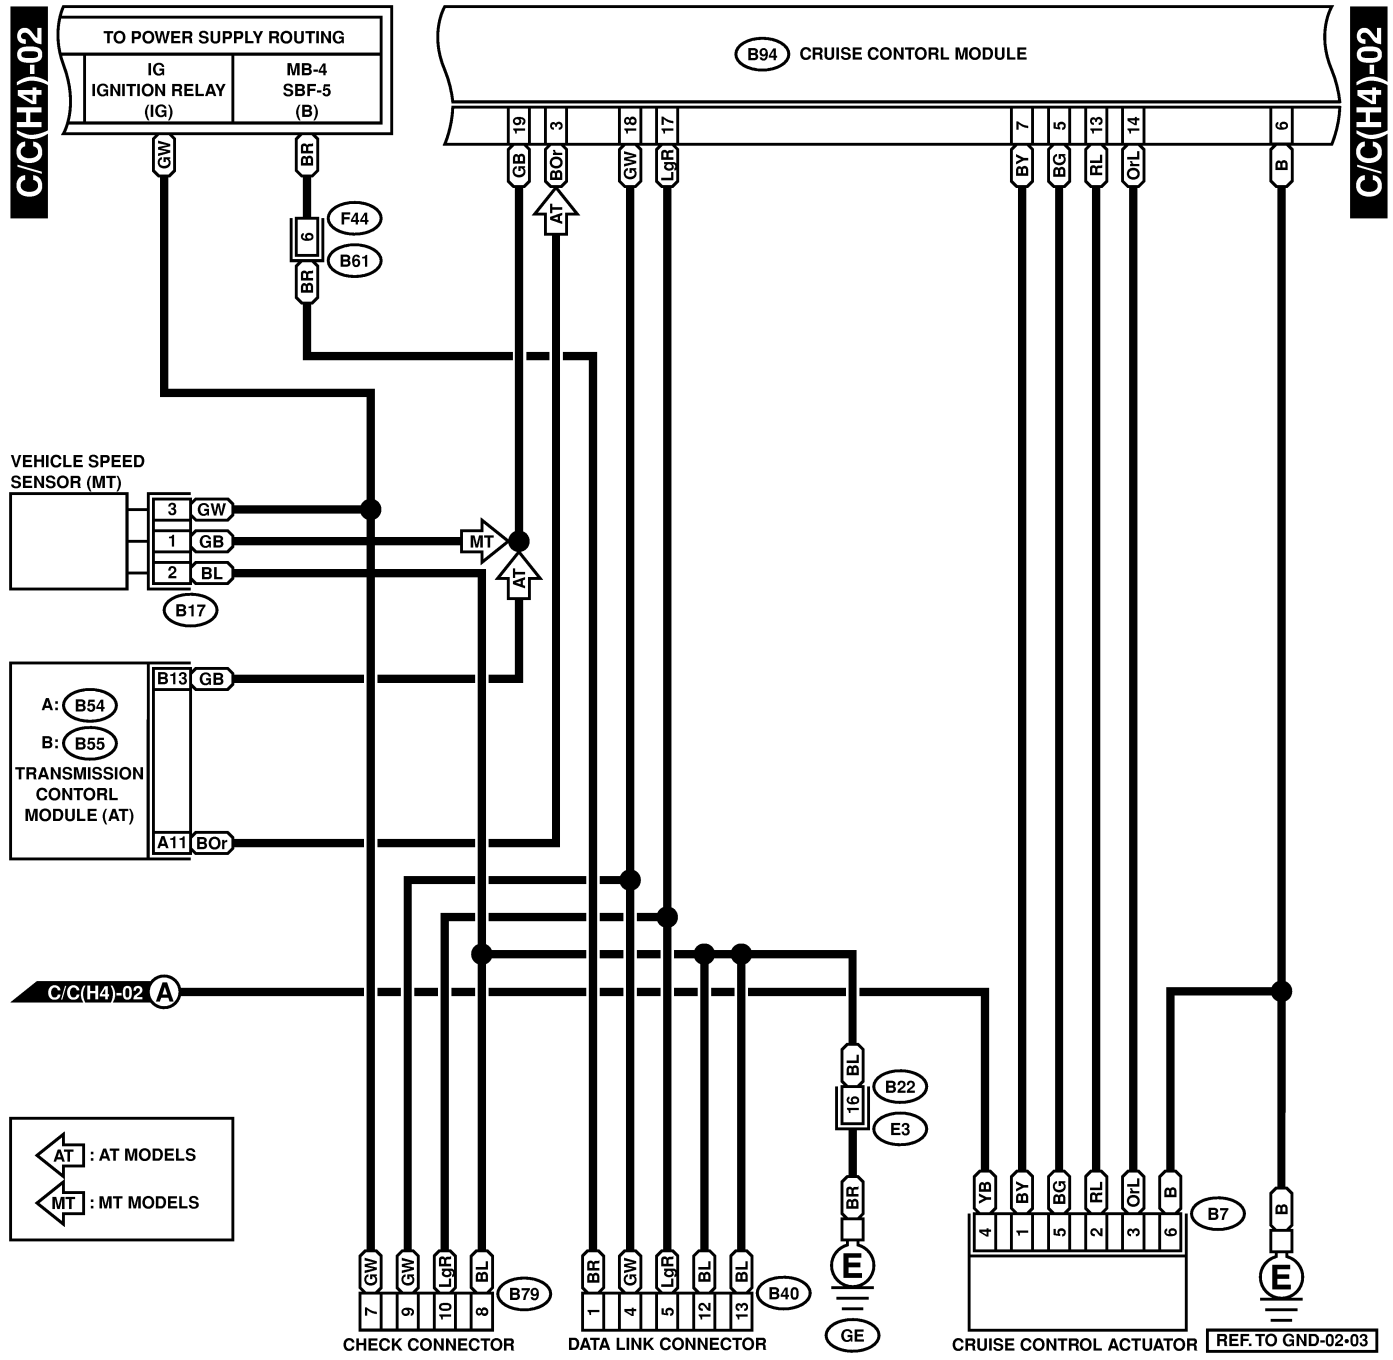 C/C(H4)-02
TO POWER SUPPLY ROUTING
IG
IGNITION RELAY
(IG)
MB-4
SBF-5
(B)
B94 CRUISE CONTORL MODULE
C/C(H4)-02
19 3 18 17 7 5 13 14 6
GW BR GB BOr GW LgR BY BG RL OrL B
AT
6
F44
B61
BR
VEHICLE SPEED
SENSOR (MT)
3 GW
1 GB
2 BL
MT
AT
B17
B13 GB
A: B54
B: B55
TRANSMISSION
CONTORL
MODULE (AT)
A11 BOr
C/C(H4)-02 A
BL
16
B22
E3
BR
E
GE
AT : AT MODELS
MT : MT MODELS
YB BY BG RL OrL B
4 1 5 2 3 6
B7
B
E
GW GW LgR BL
7 9 10 8
B79
BR GW LgR BL BL
1 4 5 12 13
B40
CHECK CONNECTOR
DATA LINK CONNECTOR
CRUISE CONTROL ACTUATOR
REF. TO GND-02•03